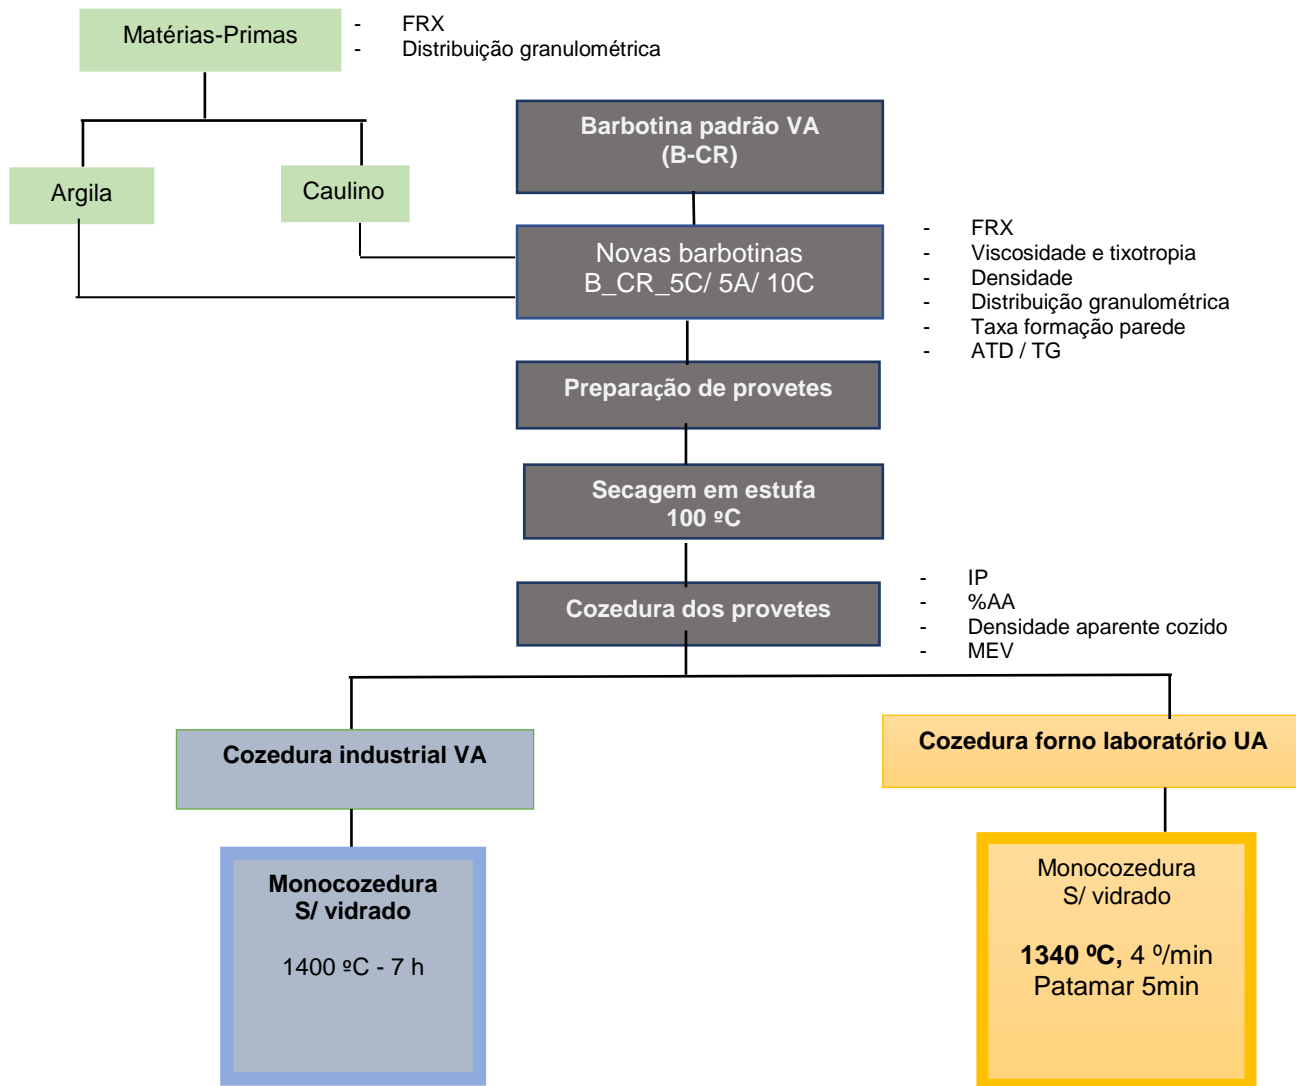 Matérias-Primas
- FRX
- Distribuição granulométrica
Argila
Caulino
Barbotina padrão VA
(B-CR)
Novas barbotinas
B_CR_5C/ 5A/ 10C
- FRX
- Viscosidade e tixotropia
- Densidade
- Distribuição granulométrica
- Taxa formação parede
- ATD / TG
Preparação de provetes
Secagem em estufa
100 ºC
Cozedura dos provetes
- IP
- %AA
- Densidade aparente cozido
- MEV
Cozedura industrial VA
Cozedura forno laboratório UA
Monocozedura
S/ vidrado
1400 ºC - 7 h
Monocozedura
S/ vidrado
1340 ºC, 4 º/min
Patamar 5min